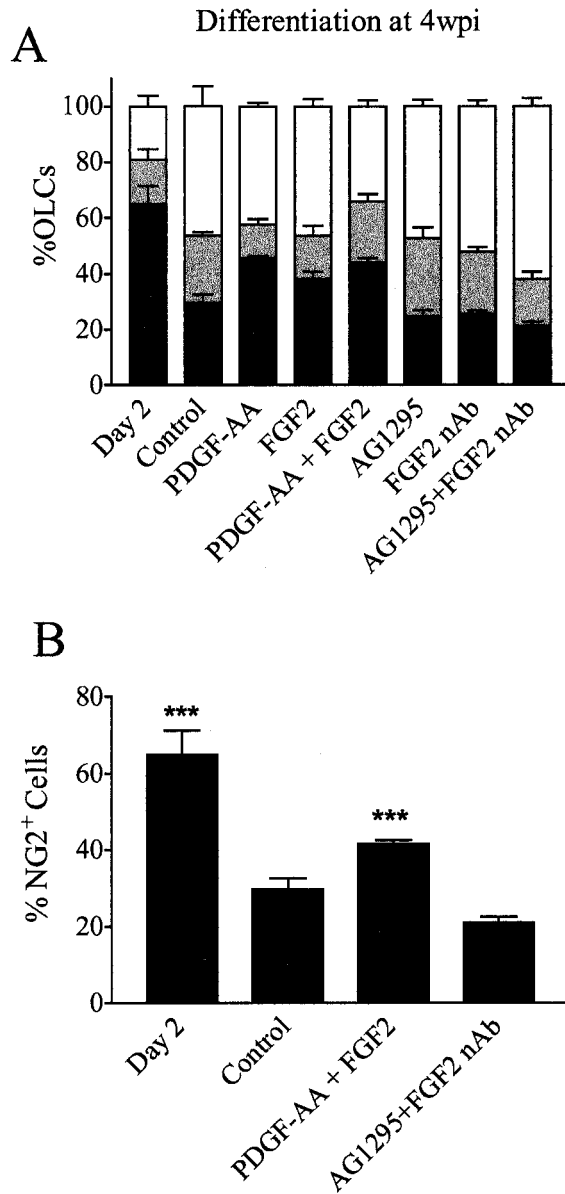 Differentiation at 4wpi
A
%OLCs
100
80
60
40
20
0
Day 2
Control
PDGF-AA
FGF2
PDGF-AA + FGF2
AG1295
FGF2 nAb
AG1295+FGF2 nAb
B
% NG2⁺ Cells
80
60
40
20
0
***
***
Day 2
Control
PDGF-AA + FGF2
AG1295+FGF2 nAb